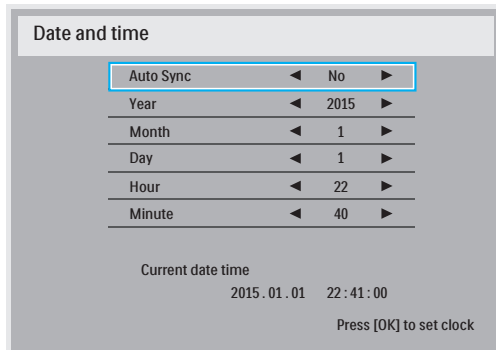 Date and time
Auto Sync ◄ No ►
Year ◄ 2015 ►
Month ◄ 1 ►
Day ◄ 1 ►
Hour ◄ 22 ►
Minute ◄ 40 ►
Current date time
2015 . 01 . 01 22 : 41 : 00
Press [OK] to set clock